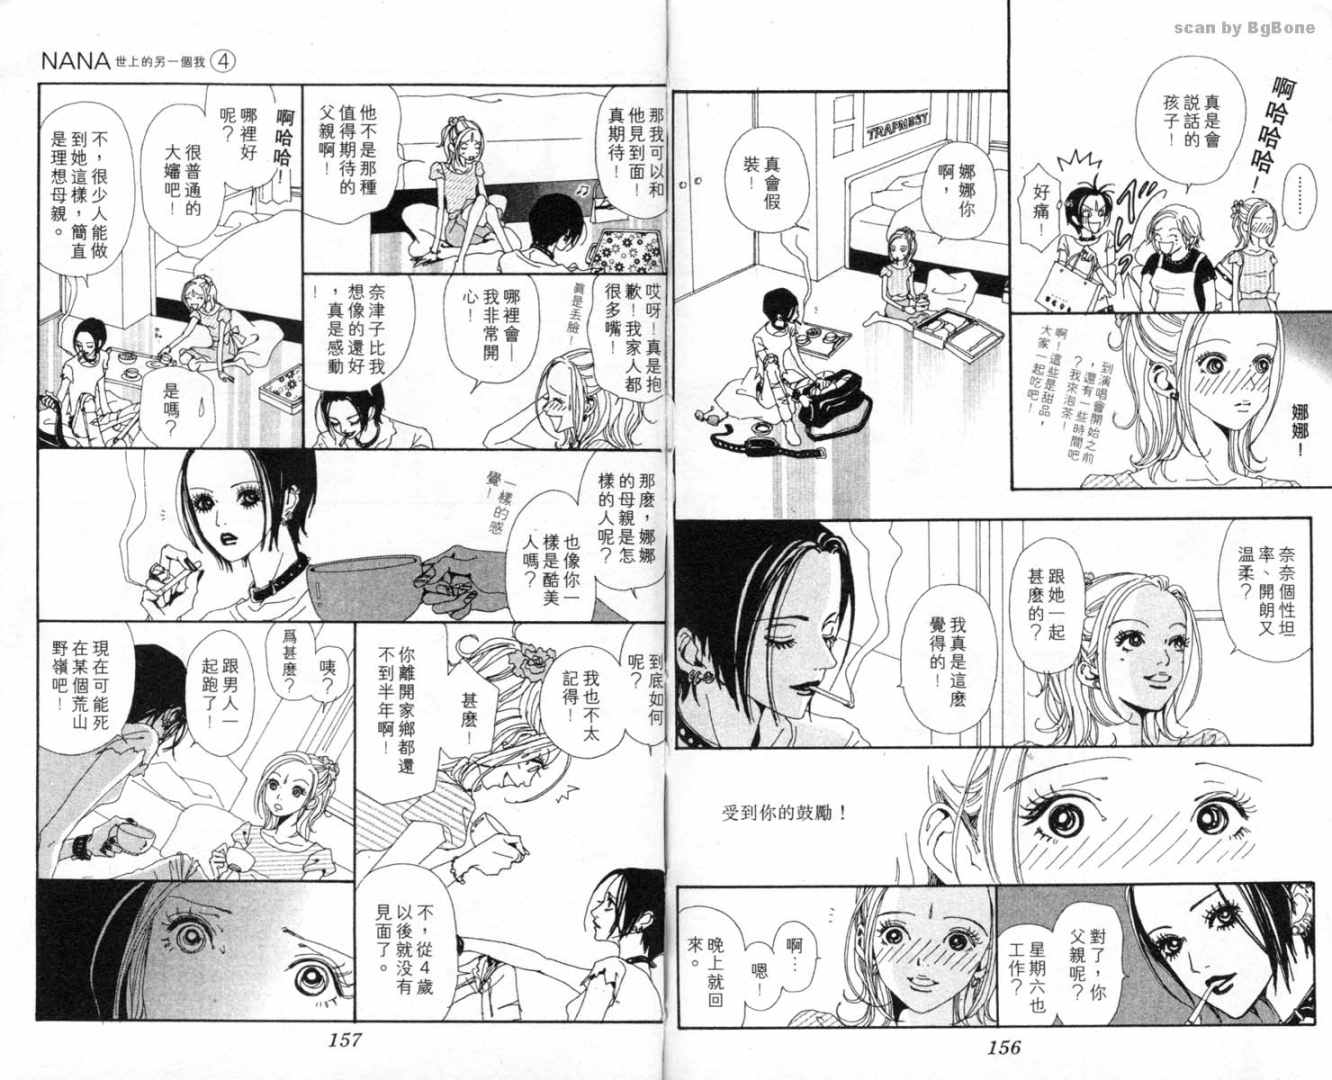 scan by BgBone
啊哈哈哈哈！
………
真是會
說話的
孩子！
好痛！
娜娜！
到演唱會開始之前
，還有一些時間吧
？我來泡茶！
啊！這些是甜品，
大家一起吃吧！
TRAPNEST
娜娜你
啊，
真會假
裝！
奈奈個性坦
率、開朗又
溫柔？
跟她一起
甚麼的？
我真是這麼
覺得的！
受到你的鼓勵！
對了，你
父親呢？
星期六也
工作？
啊…
嗯！
晚上就回
來。
156
NANA 世上的另一個我 4
那我可以和
他見到面！
真期待！
他不是那種
值得期待的
父親啊！
啊哈哈！
哪裡好
呢？
很普通的
大嬸吧！
不，很少人能做
到她這樣，簡直
是理想母親。
是嗎？
哎呀！真是抱
歉！我家人都
很多嘴！
真是丟臉！
哪裡會─
我非常開
心！
奈津子比我
想像的還好
，真是感動
！
那麼，娜娜
的母親是怎
樣的人呢？
也像你一
樣是酷美
人嗎？
一樣的感
覺！
到底如何
呢？
我也不太
記得！
甚麼！
你離開家鄉都還
不到半年啊！
不，從4歲
以後就沒有
見面了。
咦？
爲甚麼？
跟男人一
起跑了！
現在可能死
在某個荒山
野嶺吧！
157